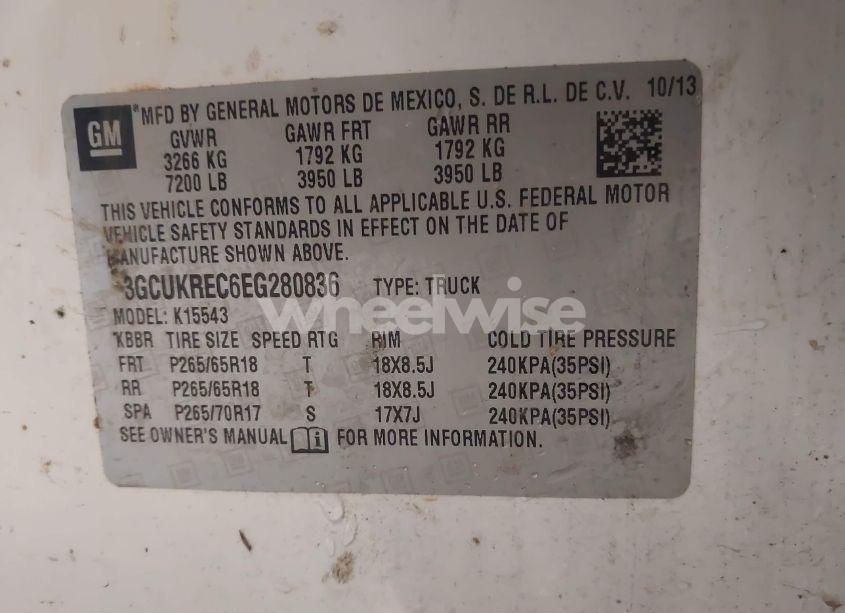 GM
*MFD BY GENERAL MOTORS DE MEXICO, S. DE R.L. DE C.V. 10/13
GVWR GAWR FRT GAWR RR
3266 KG 1792 KG 1792 KG
7200 LB 3950 LB 3950 LB
THIS VEHICLE CONFORMS TO ALL APPLICABLE U.S. FEDERAL MOTOR
VEHICLE SAFETY STANDARDS IN EFFECT ON THE DATE OF
MANUFACTURE SHOWN ABOVE.
3GCUKREC6EG280836 TYPE: TRUCK
wheelwise
MODEL: K15543
KBBR TIRE SIZE SPEED RTG RIM COLD TIRE PRESSURE
FRT P265/65R18 T 18X8.5J 240KPA(35PSI)
RR P265/65R18 T 18X8.5J 240KPA(35PSI)
SPA P265/70R17 S 17X7J 240KPA(35PSI)
SEE OWNER'S MANUAL FOR MORE INFORMATION.